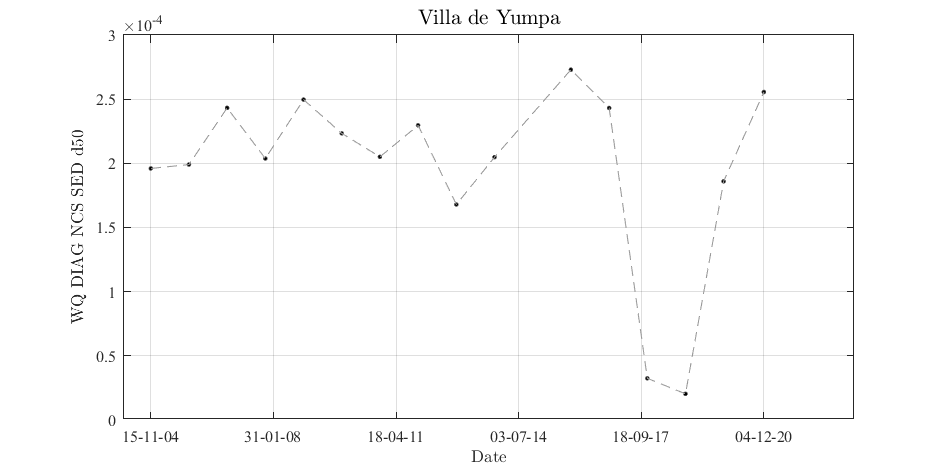 Villa de Yumpa
×10-4
3
2.5
2
1.5
1
0.5
0
WQ DIAG NCS SED d50
15-11-04 31-01-08 18-04-11 03-07-14 18-09-17 04-12-20
Date